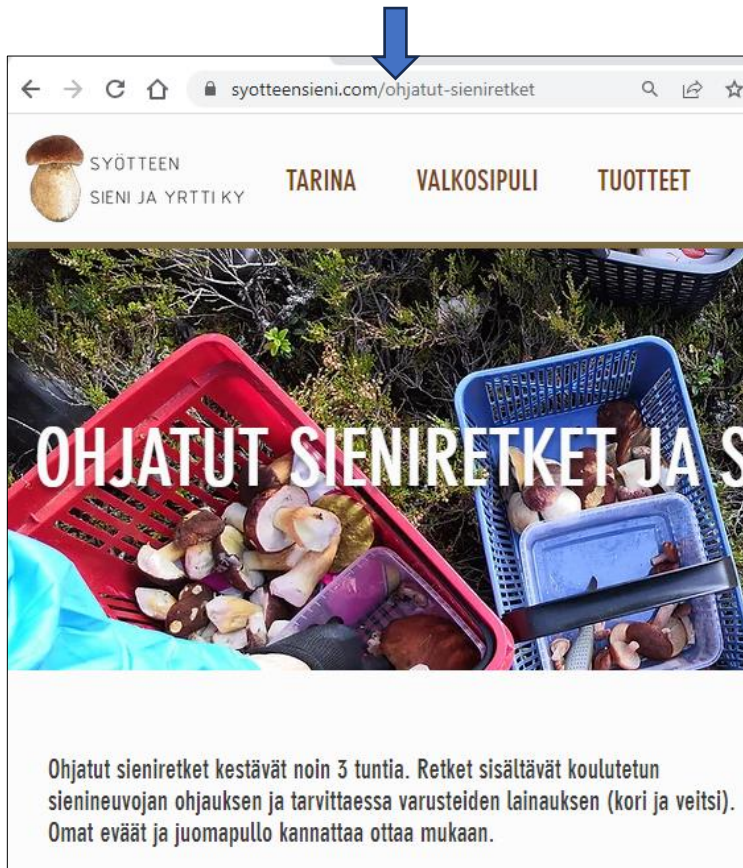 syotteensieni.com/ohjatut-sieniretket
SYÖTTEEN
SIENI JA YRTTI KY
TARINA VALKOSIPULI TUOTTEET
OHJATUT SIENIRETKET JA S
Ohjatut sieniretket kestävät noin 3 tuntia. Retket sisältävät koulutetun
sienineuvojan ohjauksen ja tarvittaessa varusteiden lainauksen (kori ja veitsi).
Omat eväät ja juomapullo kannattaa ottaa mukaan.